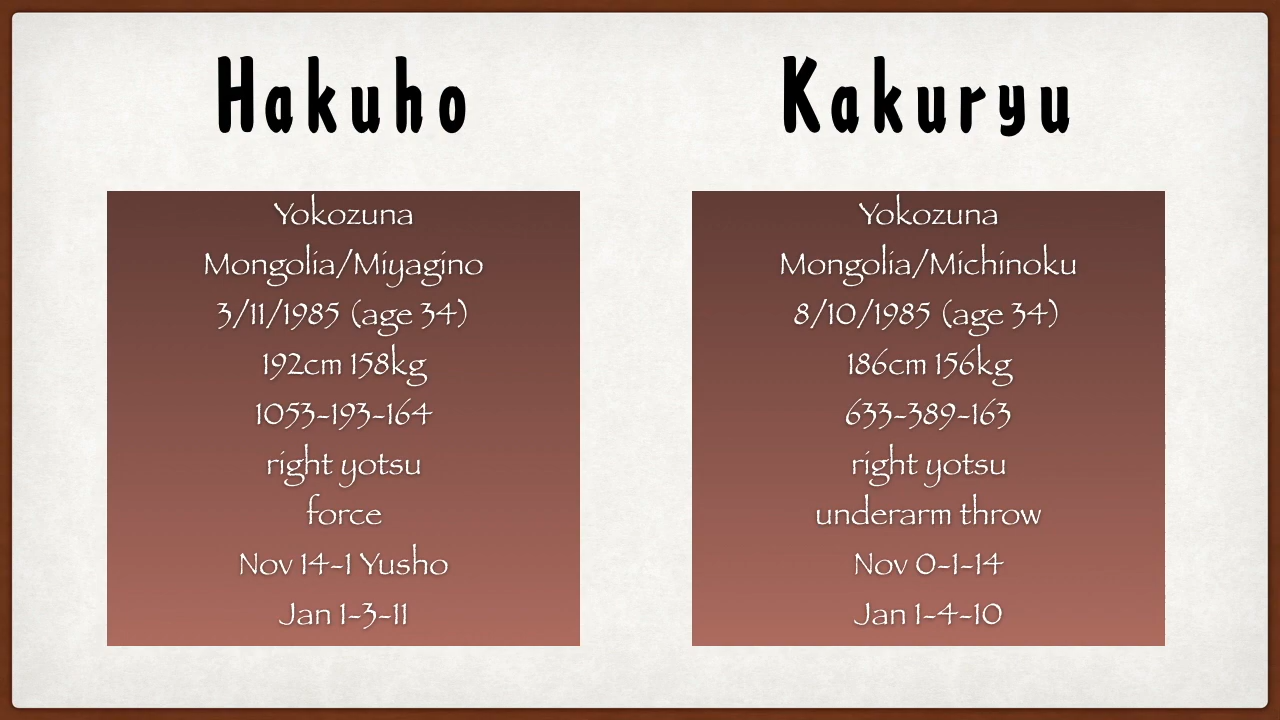 Hakuho
Yokozuna
Mongolia/Miyagino
3/11/1985 (age 34)
192cm 158kg
1053-193-164
right yotsu
force
Nov 14-1 Yusho
Jan 1-3-11
Kakuryu
Yokozuna
Mongolia/Michinoku
8/10/1985 (age 34)
186cm 156kg
633-389-163
right yotsu
underarm throw
Nov 0-1-14
Jan 1-4-10